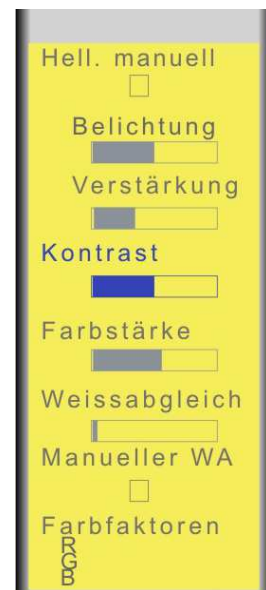 Hell. manuell
Belichtung
Verstärkung
Kontrast
Farbstärke
Weissabgleich
Manueller WA
Farbfaktoren
R
G
B